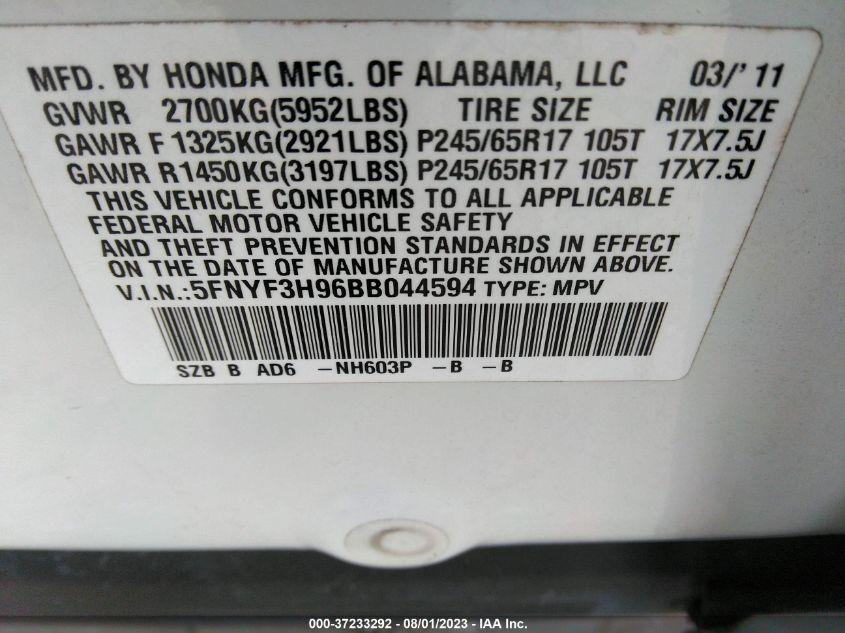 MFD. BY HONDA MFG. OF ALABAMA, LLC 03/'11
GVWR 2700KG(5952LBS) TIRE SIZE RIM SIZE
GAWR F 1325KG(2921LBS) P245/65R17 105T 17X7.5J
GAWR R1450KG(3197LBS) P245/65R17 105T 17X7.5J
THIS VEHICLE CONFORMS TO ALL APPLICABLE
FEDERAL MOTOR VEHICLE SAFETY
AND THEFT PREVENTION STANDARDS IN EFFECT
ON THE DATE OF MANUFACTURE SHOWN ABOVE.
V.I.N.:5FNYF3H96BB044594 TYPE: MPV
SZB B AD6 -NH603P -B -B
000-37233292 - 08/01/2023 - IAA Inc.